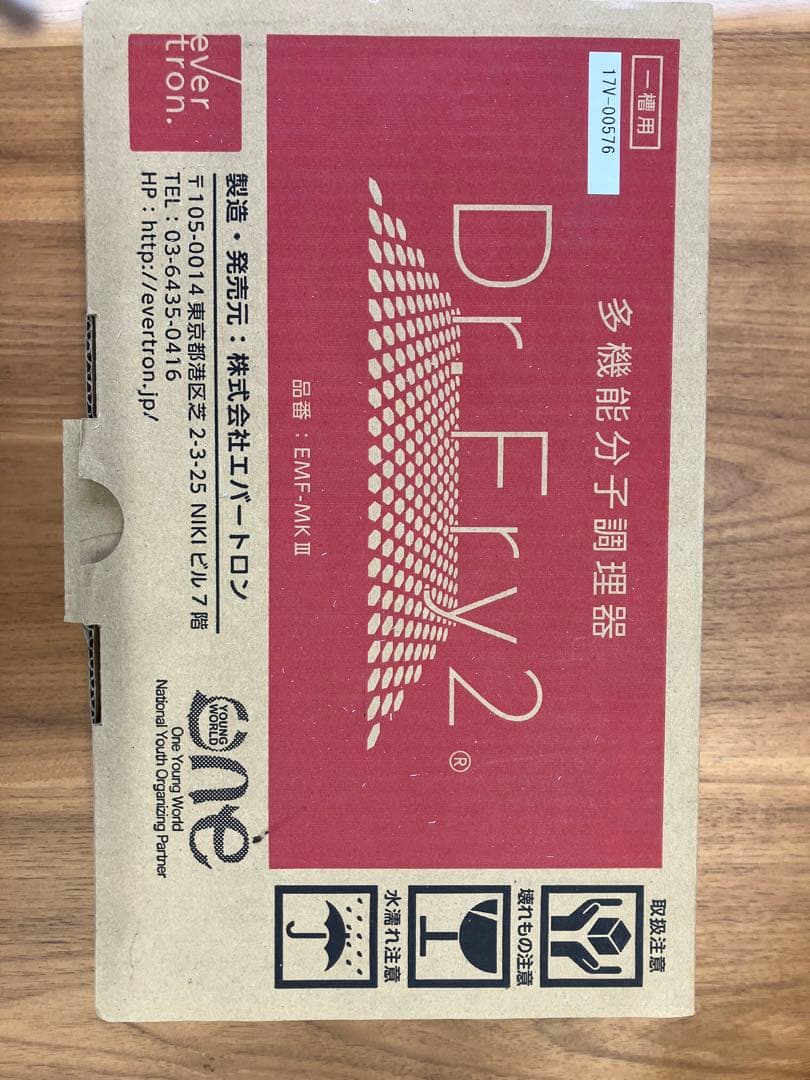 一槽用
17V-00576
多機能分子調理器
Dr.Fry2®
品番：EMF-MKⅢ
ever
tron.
製造・発売元：株式会社エバートロン
〒105-0014 東京都港区芝 2-3-25 NIKI ビル 7 階
TEL：03-6435-0416
HP：http://evertron.jp/
one
YOUNG
WORLD
One Young World
National Youth Organizing Partner
取扱注意
壊れもの注意
水濡れ注意